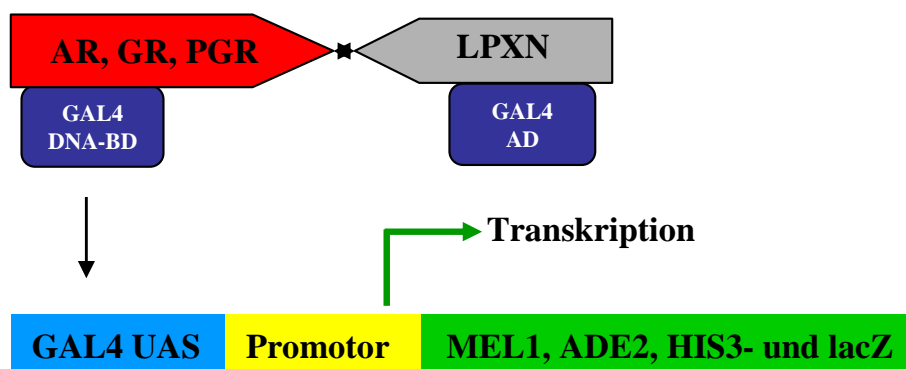 AR, GR, PGR
LPXN
GAL4
DNA-BD
GAL4
AD
Transkription
GAL4 UAS
Promotor
MEL1, ADE2, HIS3- und lacZ